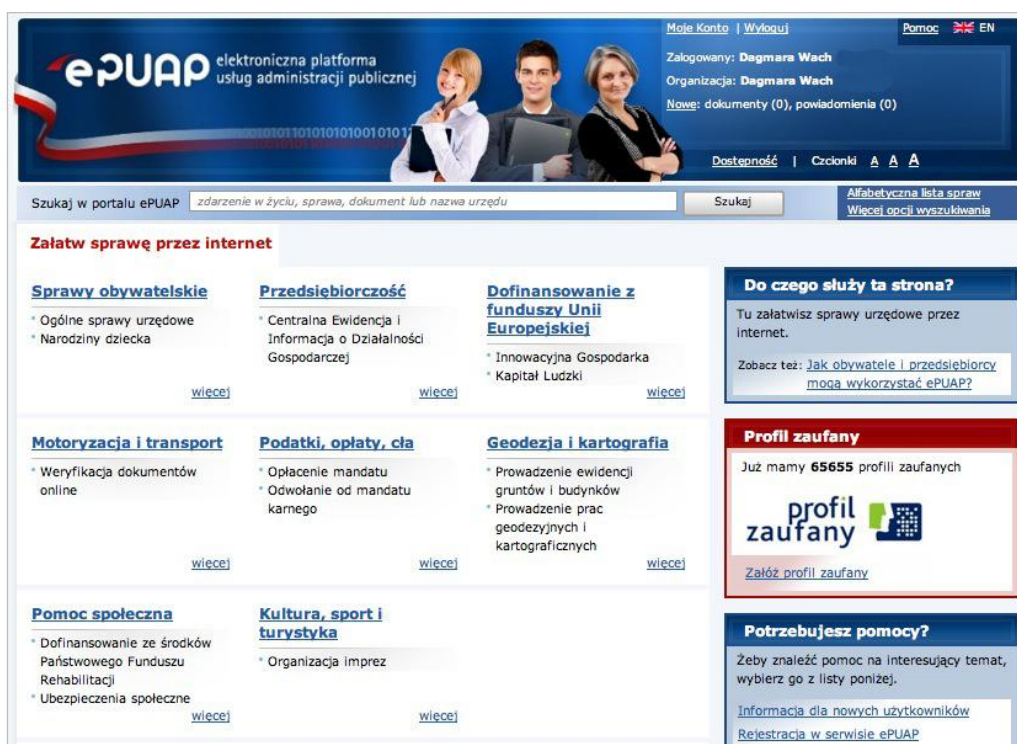 Moje Konto | Wyloguj
Pomoc EN
Zalogowany: Dagmara Wach
Organizacja: Dagmara Wach
Nowe: dokumenty (0), powiadomienia (0)
Dostępność | Czcionki A A A
ePUAP
elektroniczna platforma
usług administracji publicznej
Szukaj w portalu ePUAP
zdarzenie w życiu, sprawa, dokument lub nazwa urzędu
Szukaj
Alfabetyczna lista spraw
Więcej opcji wyszukiwania
Załatw sprawę przez internet
Sprawy obywatelskie
Ogólne sprawy urzędowe
Narodziny dziecka
więcej
Przedsiębiorczość
Centralna Ewidencja i
Informacja o Działalności
Gospodarczej
więcej
Dofinansowanie z
funduszy Unii
Europejskiej
Innowacyjna Gospodarka
Kapitał Ludzki
więcej
Motoryzacja i transport
Weryfikacja dokumentów
online
więcej
Podatki, opłaty, cła
Opłacenie mandatu
Odwołanie od mandatu
karnego
więcej
Geodezja i kartografia
Prowadzenie ewidencji
gruntów i budynków
Prowadzenie prac
geodezyjnych i
kartograficznych
więcej
Pomoc społeczna
Dofinansowanie ze środków
Państwowego Funduszu
Rehabilitacji
Ubezpieczenia społeczne
więcej
Kultura, sport i
turystyka
Organizacja imprez
więcej
Do czego służy ta strona?
Tu załatwisz sprawy urzędowe przez
internet.
Zobacz też: Jak obywatele i przedsiębiorcy
mogą wykorzystać ePUAP?
Profil zaufany
Już mamy 65655 profili zaufanych
profil
zaufany
Załóż profil zaufany
Potrzebujesz pomocy?
Żeby znaleźć pomoc na interesujący temat,
wybierz go z listy poniżej.
Informacja dla nowych użytkowników
Rejestracja w serwisie ePUAP